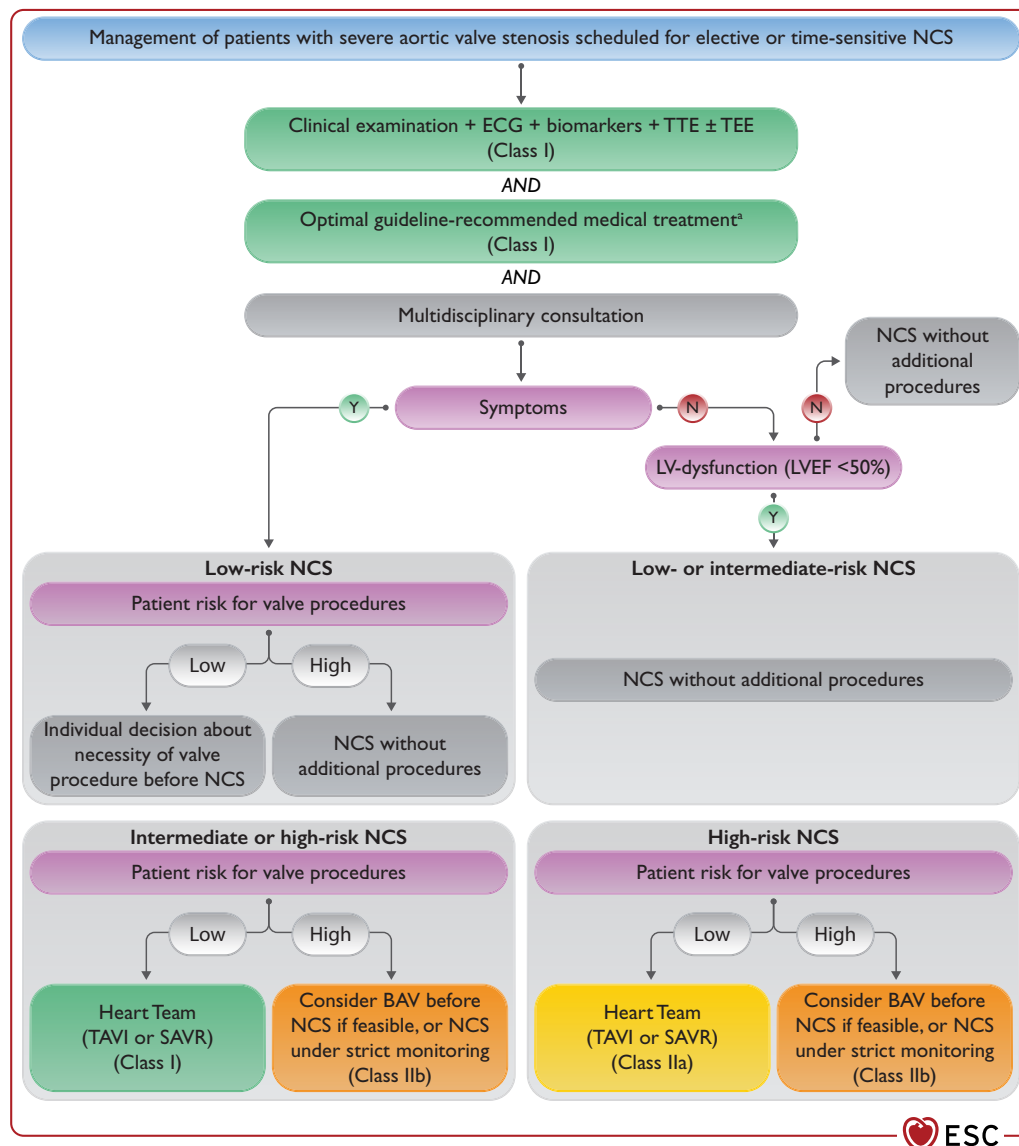 Management of patients with severe aortic valve stenosis scheduled for elective or time-sensitive NCS
Clinical examination + ECG + biomarkers + TTE ± TEE
(Class I)
AND
Optimal guideline-recommended medical treatmentᵃ
(Class I)
AND
Multidisciplinary consultation
NCS without
additional
procedures
Y
Symptoms
N
N
LV-dysfunction (LVEF <50%)
Y
Low-risk NCS
Patient risk for valve procedures
Low
High
Individual decision about
necessity of valve
procedure before NCS
NCS without
additional procedures
Low- or intermediate-risk NCS
NCS without additional procedures
Intermediate or high-risk NCS
Patient risk for valve procedures
Low
High
Heart Team
(TAVI or SAVR)
(Class I)
Consider BAV before
NCS if feasible, or NCS
under strict monitoring
(Class IIb)
High-risk NCS
Patient risk for valve procedures
Low
High
Heart Team
(TAVI or SAVR)
(Class IIa)
Consider BAV before
NCS if feasible, or NCS
under strict monitoring
(Class IIb)
ESC